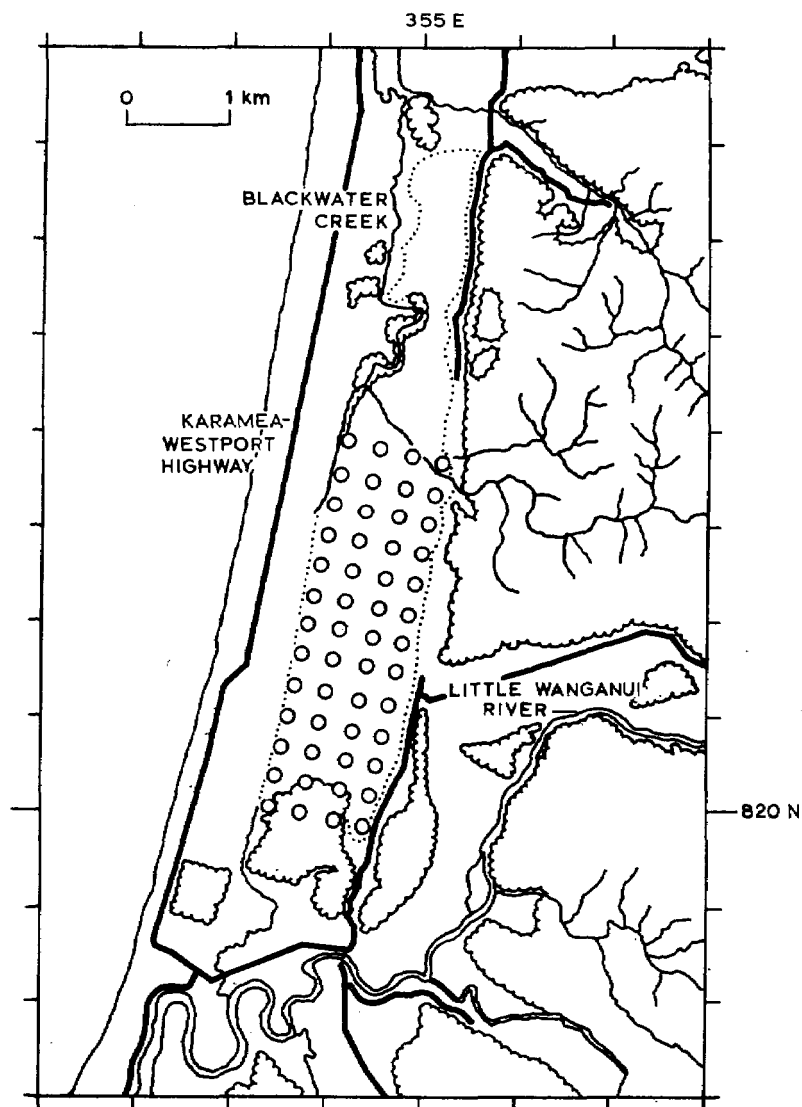 355 E
0 1 km
BLACKWATER
CREEK
KARAMEA-
WESTPORT
HIGHWAY
LITTLE WANGANUI
RIVER
820 N